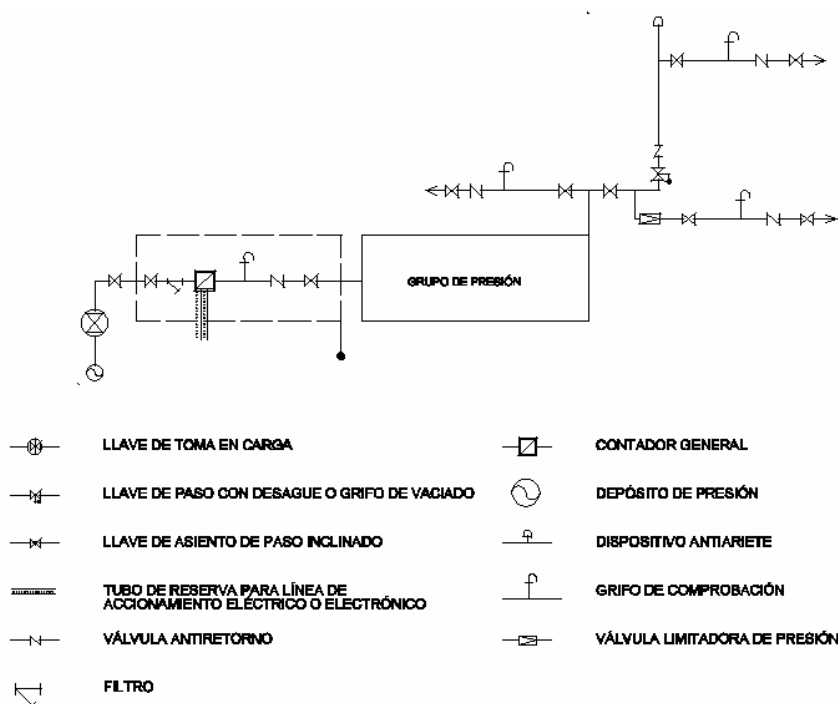 GRUPO DE PRESIÓN
LLAVE DE TOMA EN CARGA
CONTADOR GENERAL
LLAVE DE PASO CON DESAGUE O GRIFO DE VACIADO
DEPÓSITO DE PRESIÓN
LLAVE DE ASIENTO DE PASO INCLINADO
DISPOSITIVO ANTIARIETE
TUBO DE RESERVA PARA LÍNEA DE
ACCIONAMIENTO ELÉCTRICO O ELECTRÓNICO
GRIFO DE COMPROBACIÓN
VÁLVULA ANTIRETORNO
VÁLVULA LIMITADORA DE PRESIÓN
FILTRO